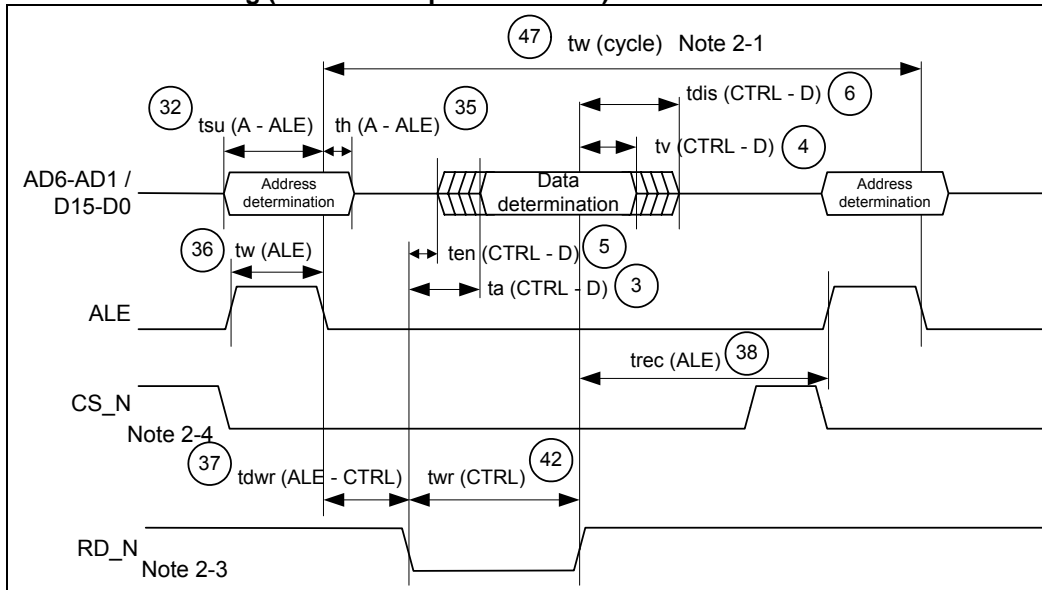 47 tw (cycle) Note 2-1
tdis (CTRL - D) 6
32 tsu (A - ALE) th (A - ALE) 35
tv (CTRL - D) 4
AD6-AD1 /
D15-D0
Address
determination
Data
determination
Address
determination
36 tw (ALE)
ten (CTRL - D) 5
ta (CTRL - D) 3
ALE
trec (ALE) 38
CS_N
Note 2-4
37 tdwr (ALE - CTRL) twr (CTRL) 42
RD_N
Note 2-3